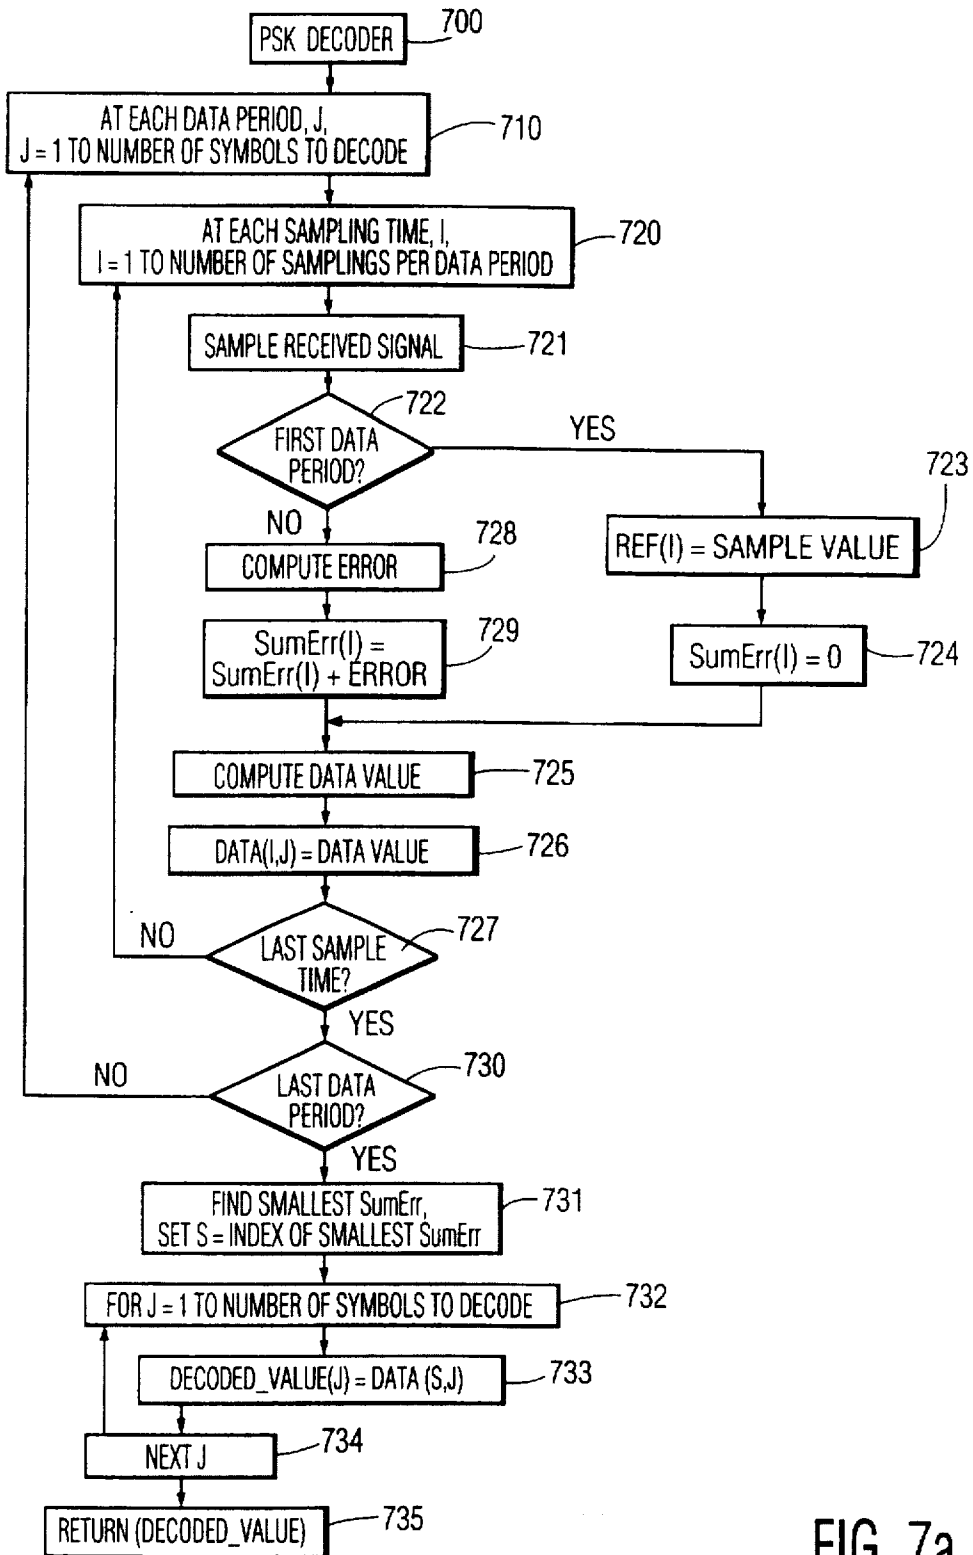 PSK DECODER
700
AT EACH DATA PERIOD, J,
J = 1 TO NUMBER OF SYMBOLS TO DECODE
710
AT EACH SAMPLING TIME, I,
I = 1 TO NUMBER OF SAMPLINGS PER DATA PERIOD
720
SAMPLE RECEIVED SIGNAL
721
722
FIRST DATA
PERIOD?
YES
NO
723
REF(I) = SAMPLE VALUE
728
COMPUTE ERROR
SumErr(I) =
SumErr(I) + ERROR
729
SumErr(I) = 0
724
COMPUTE DATA VALUE
725
DATA(I,J) = DATA VALUE
726
LAST SAMPLE
TIME?
727
NO
YES
LAST DATA
PERIOD?
730
NO
YES
FIND SMALLEST SumErr,
SET S = INDEX OF SMALLEST SumErr
731
FOR J = 1 TO NUMBER OF SYMBOLS TO DECODE
732
DECODED_VALUE(J) = DATA (S,J)
733
NEXT J
734
RETURN (DECODED_VALUE)
735
FIG. 7a